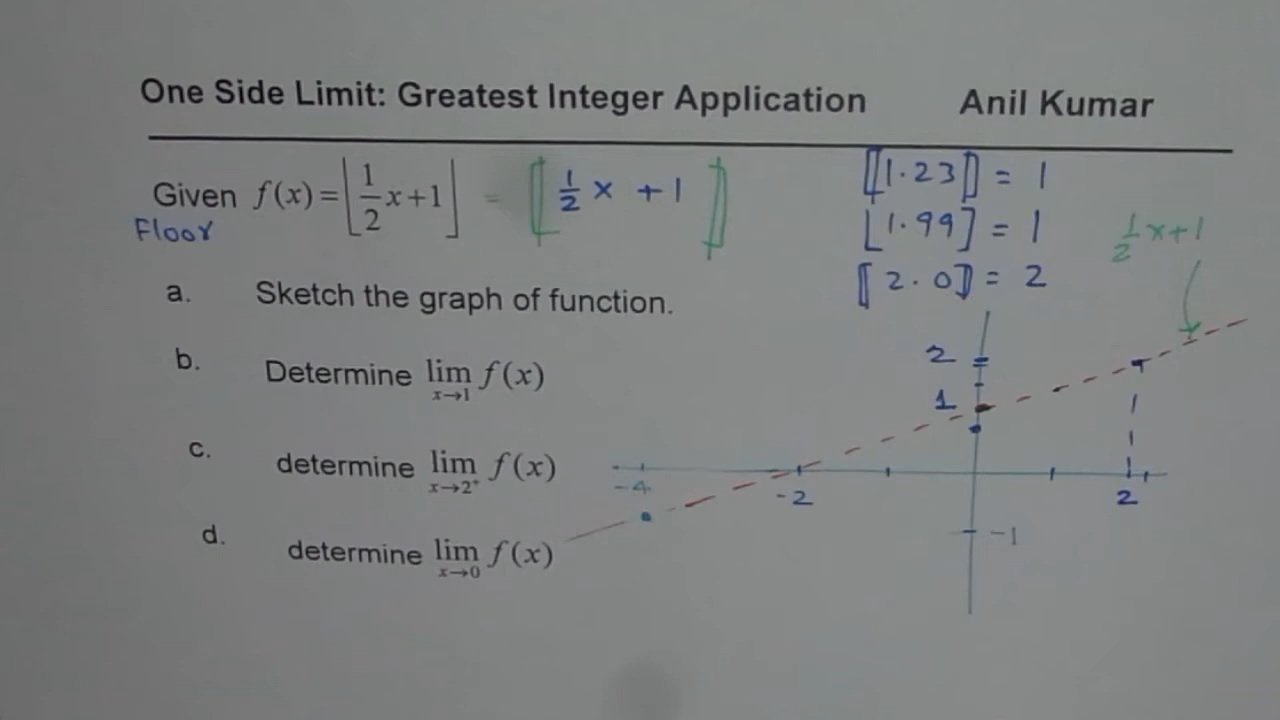 One Side Limit: Greatest Integer Application Anil Kumar
Given f(x)=⌊1/2 x+1⌋ = ⟦1/2 x + 1⟧
Floor
⟦1.23⟧ = 1
⌊1.99⌋ = 1
⟦2.0⟧ = 2
1/2 x+1
a. Sketch the graph of function.
b. Determine lim x→1 f(x)
c. determine lim x→2⁺ f(x)
d. determine lim x→0 f(x)
2
1
-4 -2 2
-1